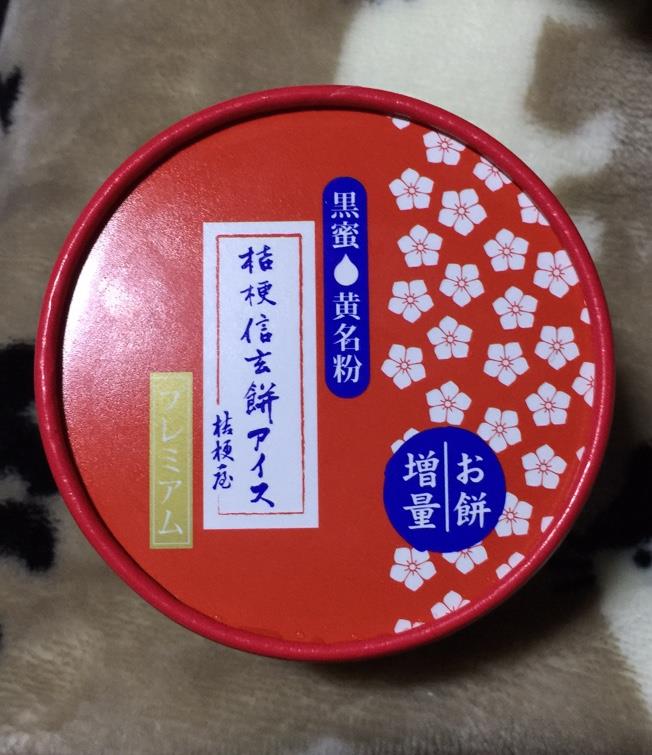 黒蜜 黄名粉
桔梗信玄餅アイス
桔梗屋
プレミアム
お餅
増量